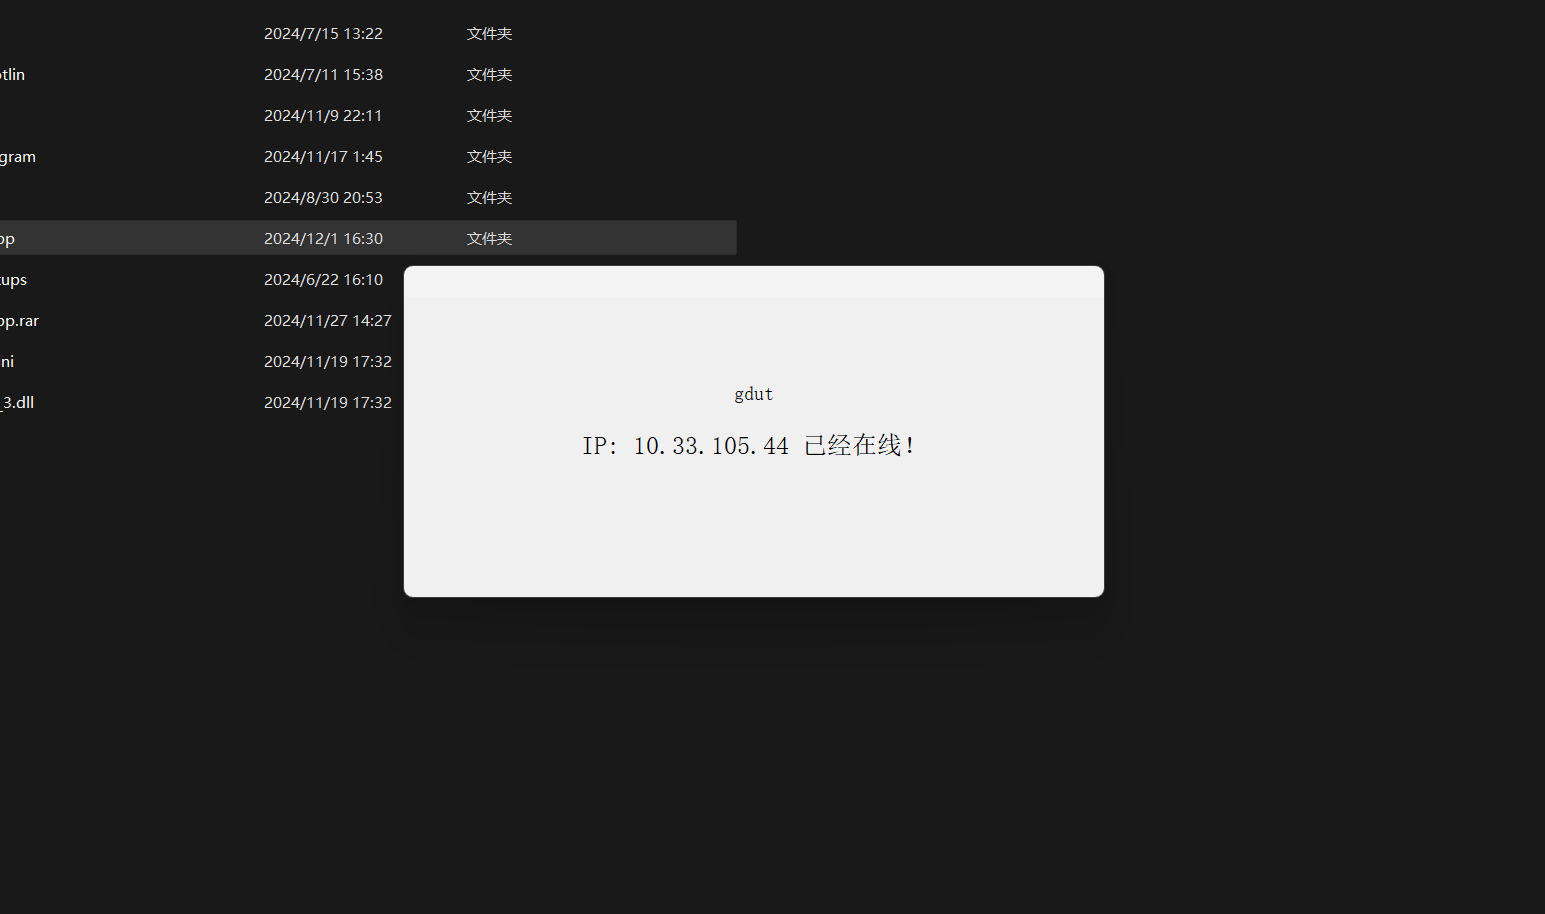 2024/7/15 13:22 文件夹
otlin 2024/7/11 15:38 文件夹
2024/11/9 22:11 文件夹
gram 2024/11/17 1:45 文件夹
2024/8/30 20:53 文件夹
pp 2024/12/1 16:30 文件夹
kups 2024/6/22 16:10
pp.rar 2024/11/27 14:27
ni 2024/11/19 17:32
_3.dll 2024/11/19 17:32
gdut
IP: 10.33.105.44 已经在线!